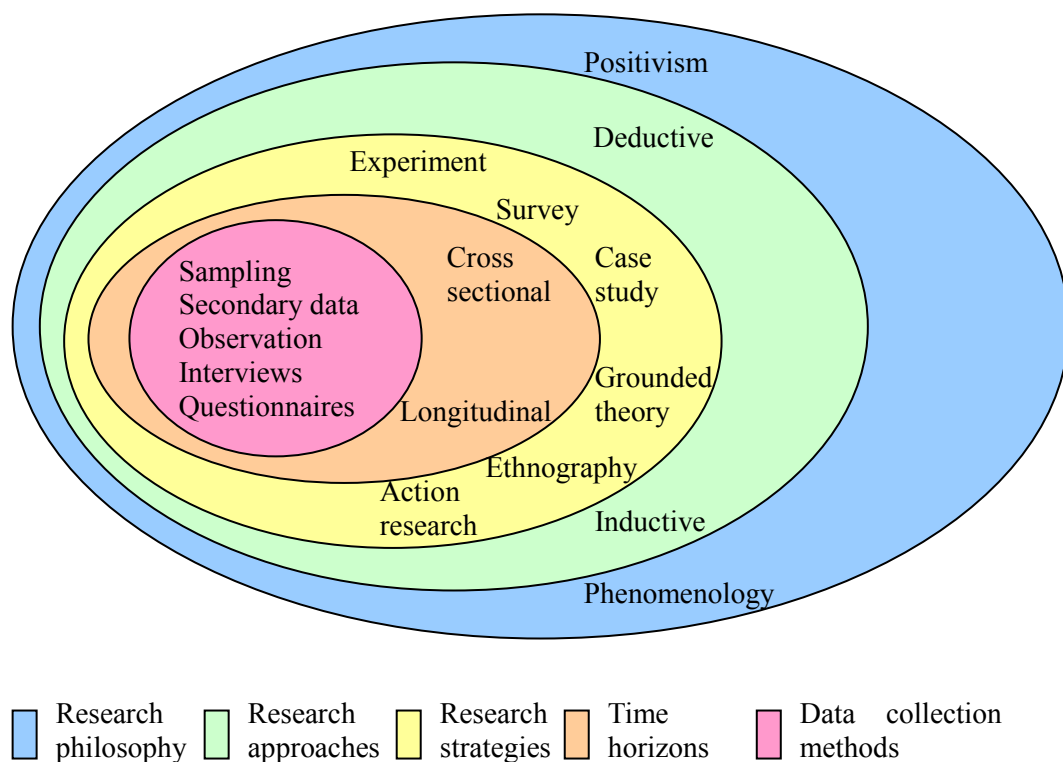 Positivism
Deductive
Experiment
Survey
Cross
sectional
Case
study
Sampling
Secondary data
Observation
Interviews
Questionnaires
Longitudinal
Grounded
theory
Ethnography
Action
research
Inductive
Phenomenology
Research
philosophy
Research
approaches
Research
strategies
Time
horizons
Data collection
methods